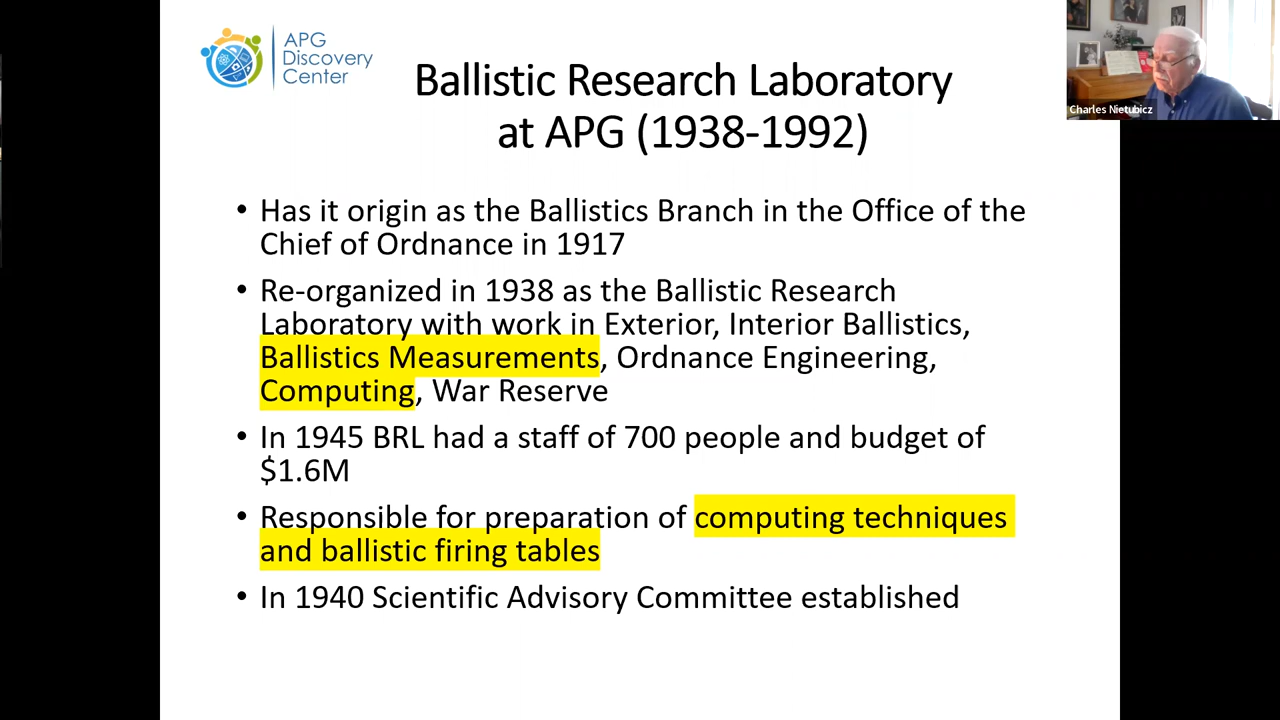 APG
Discovery
Center
Ballistic Research Laboratory
at APG (1938-1992)
Charles Nietubicz
• Has it origin as the Ballistics Branch in the Office of the
Chief of Ordnance in 1917
• Re-organized in 1938 as the Ballistic Research
Laboratory with work in Exterior, Interior Ballistics,
Ballistics Measurements, Ordnance Engineering,
Computing, War Reserve
• In 1945 BRL had a staff of 700 people and budget of
$1.6M
• Responsible for preparation of computing techniques
and ballistic firing tables
• In 1940 Scientific Advisory Committee established